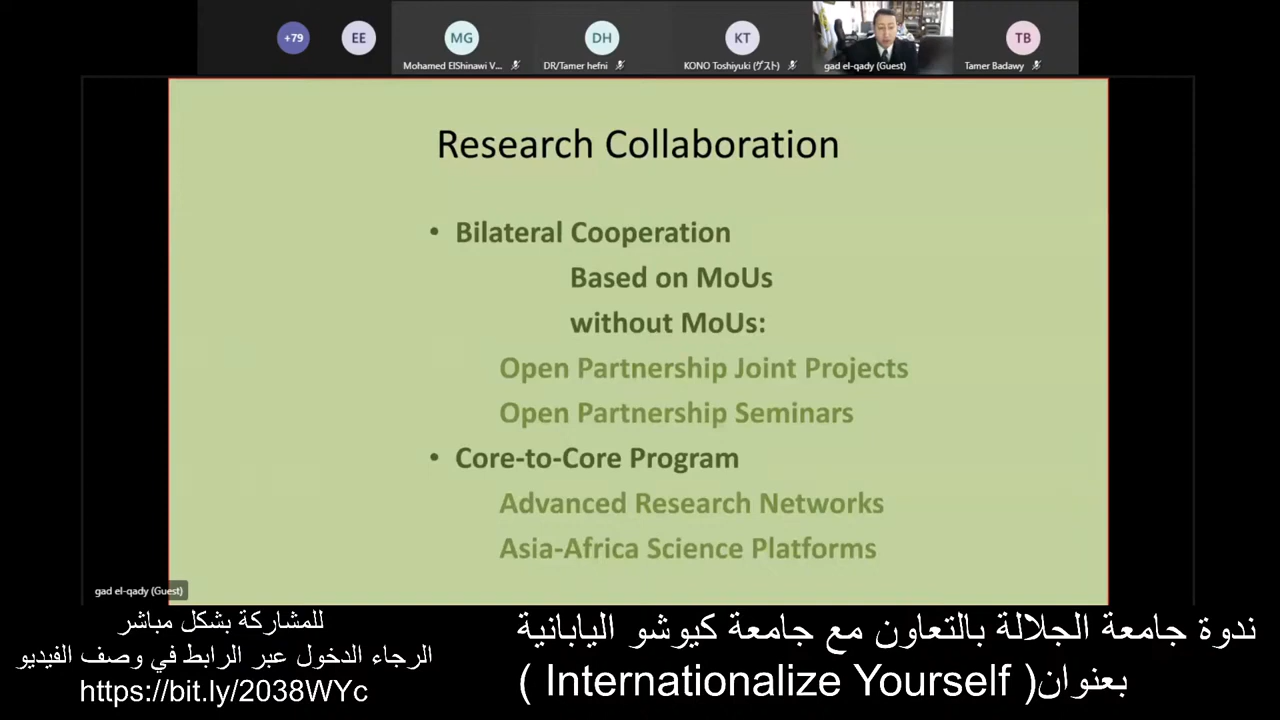 +79
EE
MG
DH
KT
TB
Mohamed ElShinawi V...
DR/Tamer hefni
KONO Toshiyuki (ゲスト)
gad el-qady (Guest)
Tamer Badawy
Research Collaboration
• Bilateral Cooperation
Based on MoUs
without MoUs:
Open Partnership Joint Projects
Open Partnership Seminars
• Core-to-Core Program
Advanced Research Networks
Asia-Africa Science Platforms
gad el-qady (Guest)
ندوة جامعة الجلالة بالتعاون مع جامعة كيوشو اليابانية
بعنوان( Internationalize Yourself )
للمشاركة بشكل مباشر
الرجاء الدخول عبر الرابط في وصف الفيديو
https://bit.ly/2038WYc